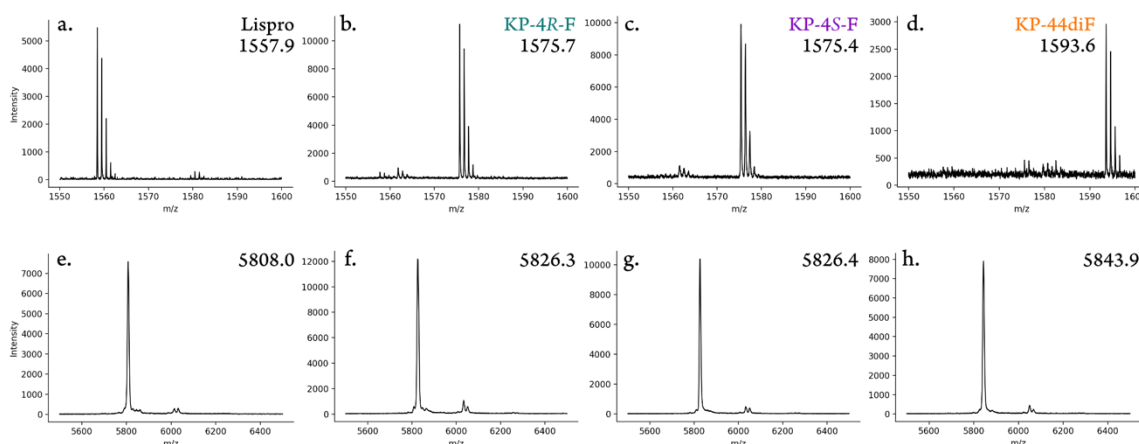 a.
Lispro
1557.9
Intensity
5000
4000
3000
2000
1000
0
1550 1560 1570 1580 1590 1600
m/z
b.
KP-4R-F
1575.7
10000
8000
6000
4000
2000
0
1550 1560 1570 1580 1590 1600
m/z
c.
KP-4S-F
1575.4
10000
8000
6000
4000
2000
0
1550 1560 1570 1580 1590 1600
m/z
d.
KP-44diF
1593.6
3000
2500
2000
1500
1000
500
0
1550 1560 1570 1580 1590 1600
m/z
e.
5808.0
Intensity
7000
6000
5000
4000
3000
2000
1000
0
5600 5800 6000 6200 6400
m/z
f.
5826.3
12000
10000
8000
6000
4000
2000
0
5600 5800 6000 6200 6400
m/z
g.
5826.4
10000
8000
6000
4000
2000
0
5600 5800 6000 6200 6400
m/z
h.
5843.9
8000
7000
6000
5000
4000
3000
2000
1000
0
5600 5800 6000 6200 6400
m/z